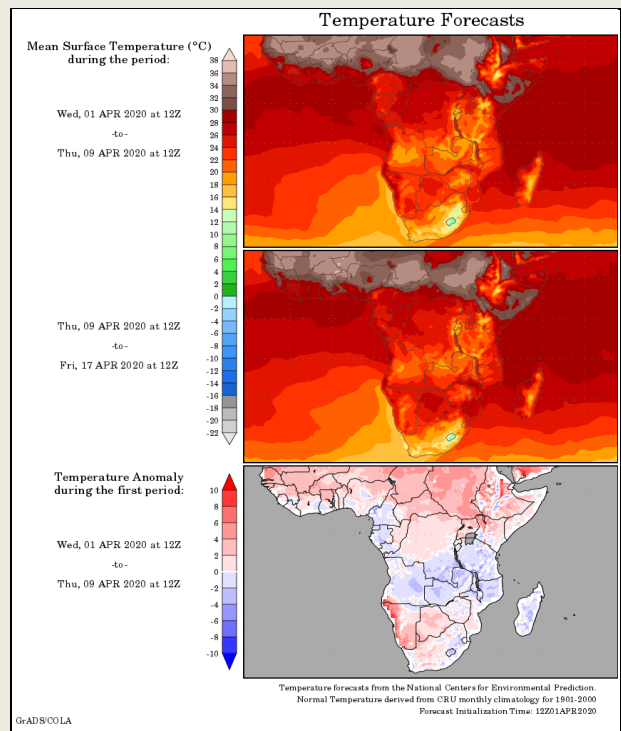 Temperature Forecasts
Mean Surface Temperature (°C)
during the period:
Wed, 01 APR 2020 at 12Z
-to-
Thu, 09 APR 2020 at 12Z
38
36
34
32
30
28
26
24
22
20
18
16
14
12
10
8
6
4
2
0
-2
-4
-6
-8
-10
-12
-14
-16
-18
-20
-22
Thu, 09 APR 2020 at 12Z
-to-
Fri, 17 APR 2020 at 12Z
Temperature Anomaly
during the first period:
Wed, 01 APR 2020 at 12Z
-to-
Thu, 09 APR 2020 at 12Z
10
8
6
4
2
0
-2
-4
-6
-8
-10
Temperature forecasts from the National Centers for Environmental Prediction.
Normal Temperature derived from CRU monthly climatology for 1901-2000
Forecast Initialization Time: 12Z01APR2020
GrADS/COLA